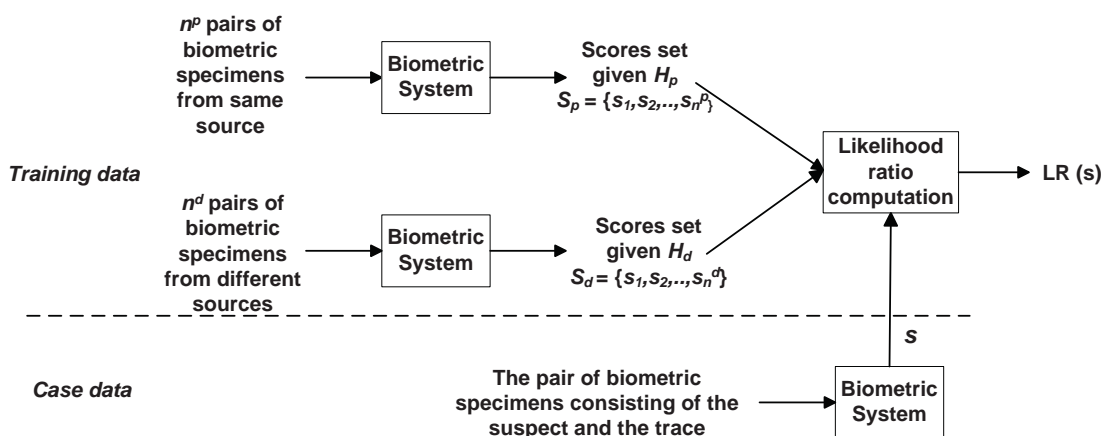 n^p pairs of
biometric
specimens
from same
source
Biometric
System
Scores set
given H_p
S_p = {s_1,s_2,..,s_n^p}
Training data
Likelihood
ratio
computation
LR (s)
n^d pairs of
biometric
specimens
from different
sources
Biometric
System
Scores set
given H_d
S_d = {s_1,s_2,..,s_n^d}
s
Case data
The pair of biometric
specimens consisting of the
suspect and the trace
Biometric
System